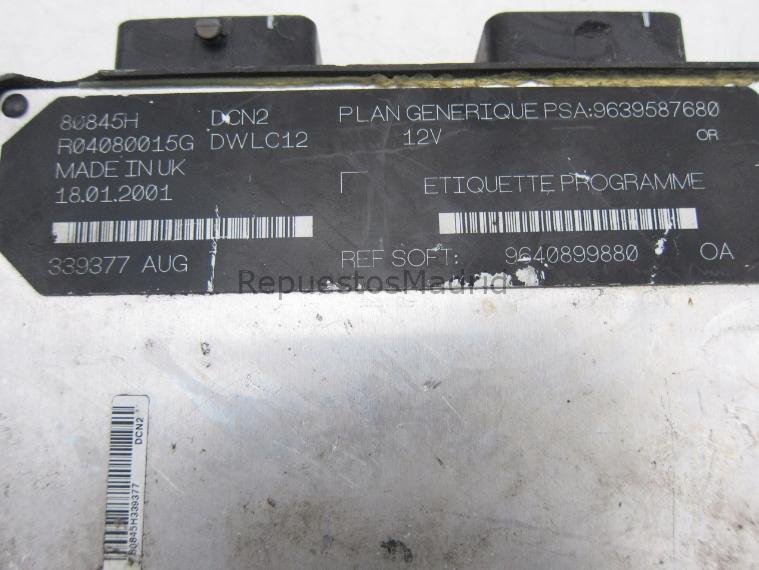 80845H DCN2 PLAN GENERIQUE PSA:9639587680
R04080015G DWLC12 12V OR
MADE IN UK
18.01.2001 ETIQUETTE PROGRAMME
339377 AUG REF SOFT: 9640899880 OA
RepuestosMadrid
80845H339377 DCN2